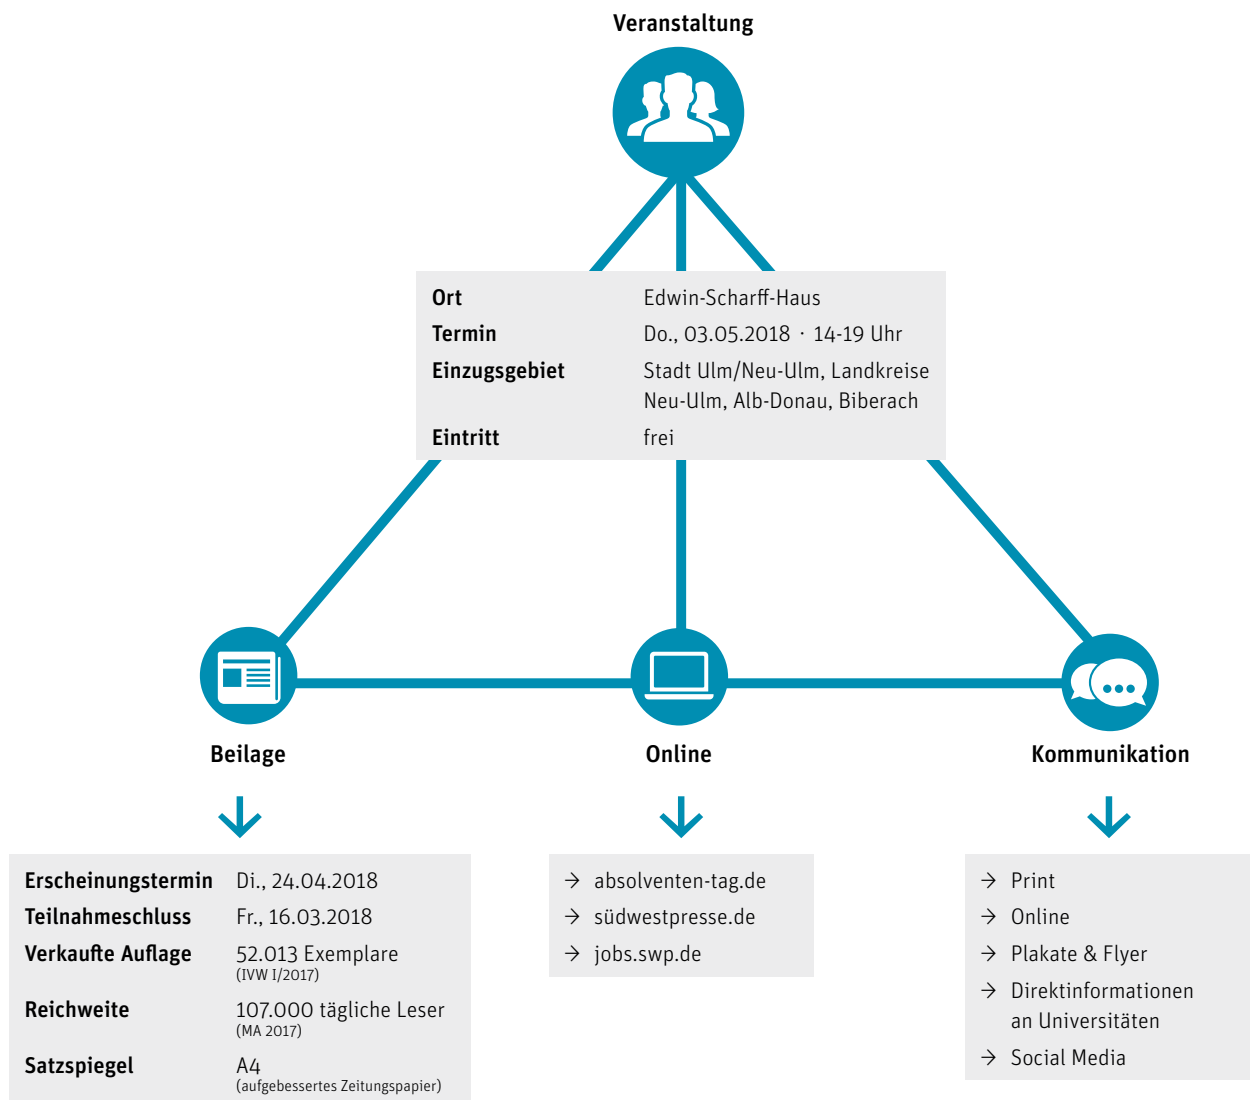 Veranstaltung
Ort Edwin-Scharff-Haus
Termin Do., 03.05.2018 · 14-19 Uhr
Einzugsgebiet Stadt Ulm/Neu-Ulm, Landkreise
Neu-Ulm, Alb-Donau, Biberach
Eintritt frei
Beilage
Online
Kommunikation
Erscheinungstermin Di., 24.04.2018
Teilnahmeschluss Fr., 16.03.2018
Verkaufte Auflage 52.013 Exemplare
(IVW I/2017)
Reichweite 107.000 tägliche Leser
(MA 2017)
Satzspiegel A4
(aufgebessertes Zeitungspapier)
→ absolventen-tag.de
→ südwestpresse.de
→ jobs.swp.de
→ Print
→ Online
→ Plakate & Flyer
→ Direktinformationen
an Universitäten
→ Social Media